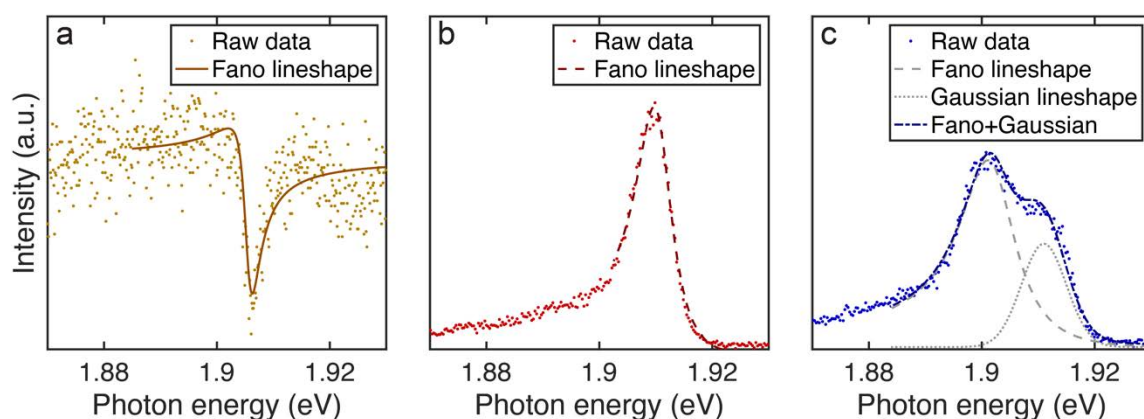 a
Raw data
Fano lineshape
Intensity (a.u.)
1.88
1.9
1.92
Photon energy (eV)
b
Raw data
Fano lineshape
1.88
1.9
1.92
Photon energy (eV)
c
Raw data
Fano lineshape
Gaussian lineshape
Fano+Gaussian
1.88
1.9
1.92
Photon energy (eV)